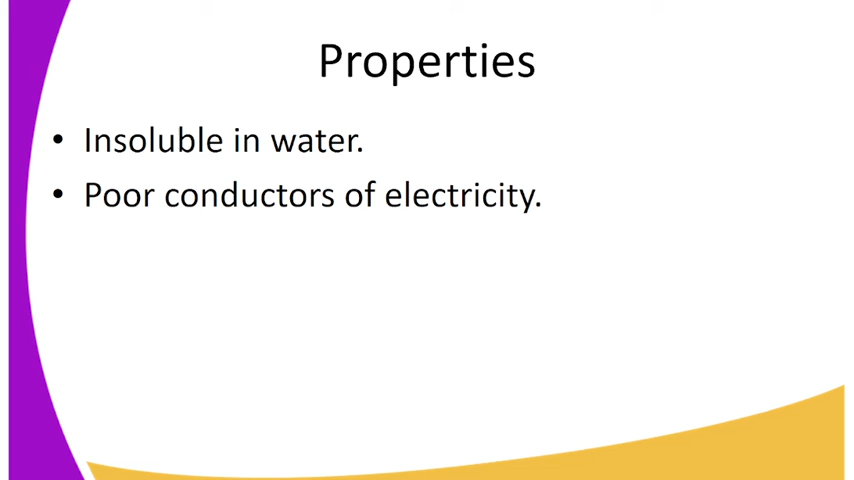 Properties
• Insoluble in water.
• Poor conductors of electricity.